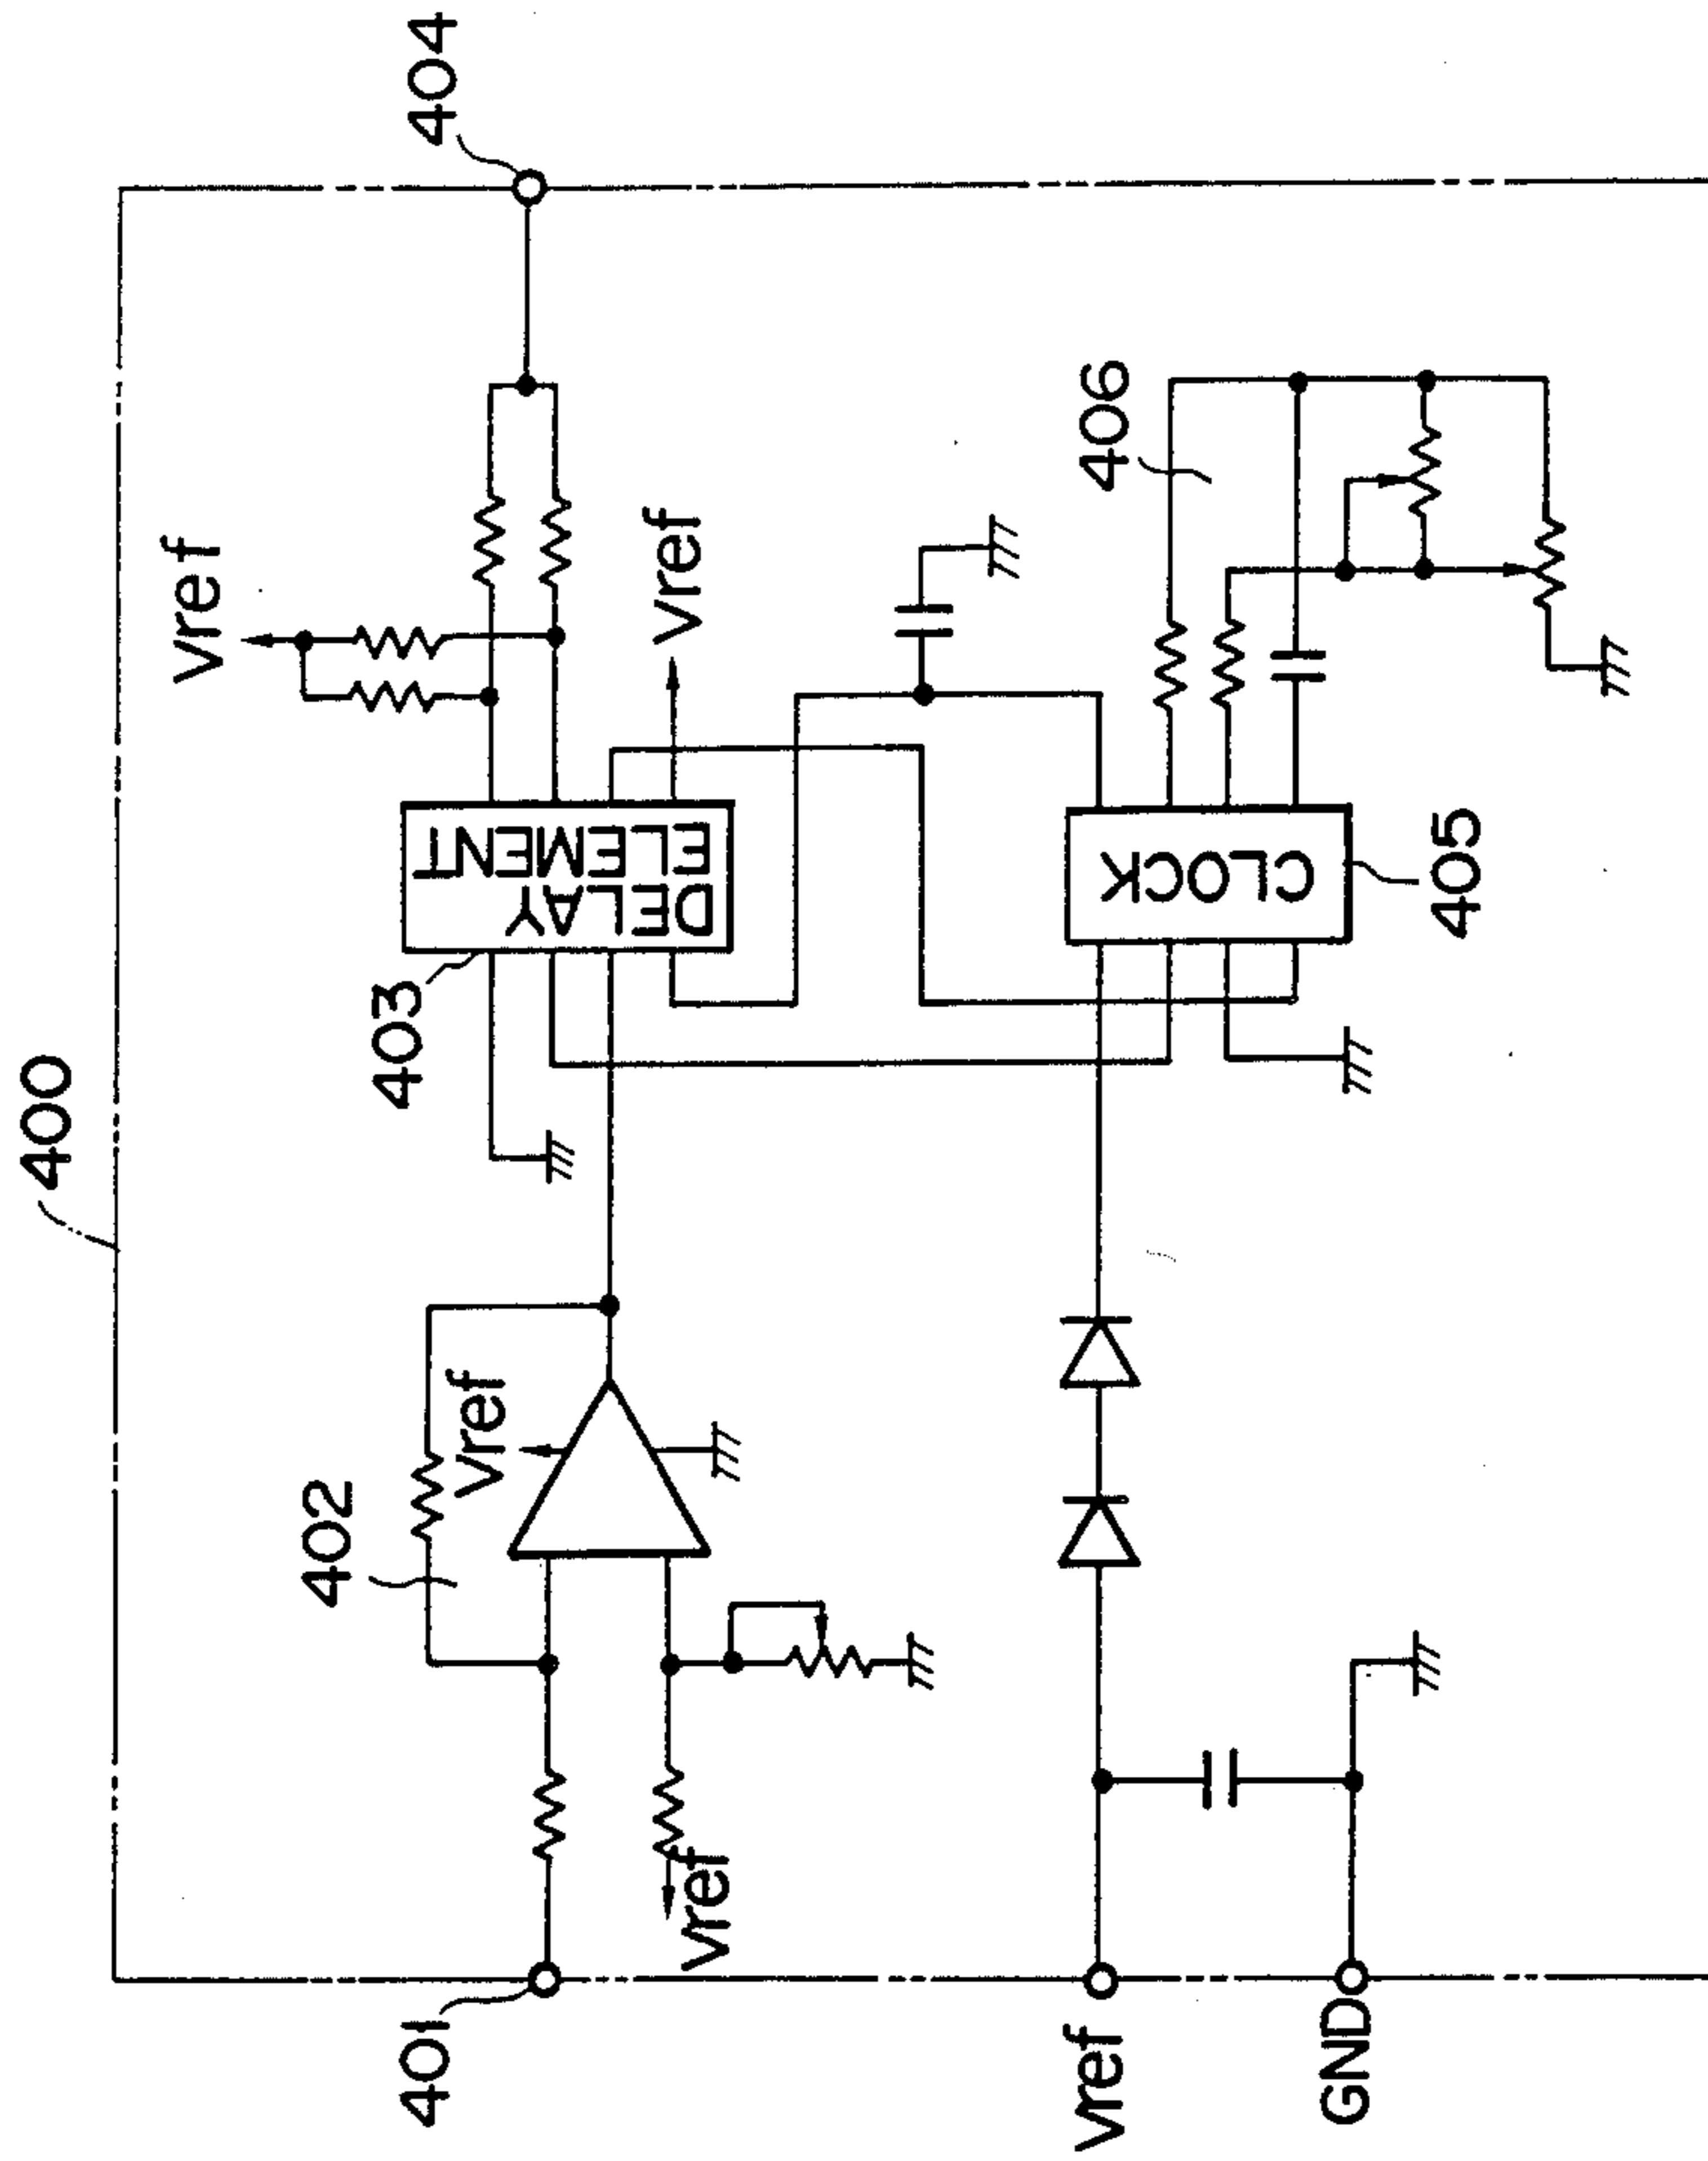 400
404
Vref
403
DELAY
ELEMENT
Vref
402
Vref
406
401
Vref
CLOCK
405
Vref
GND